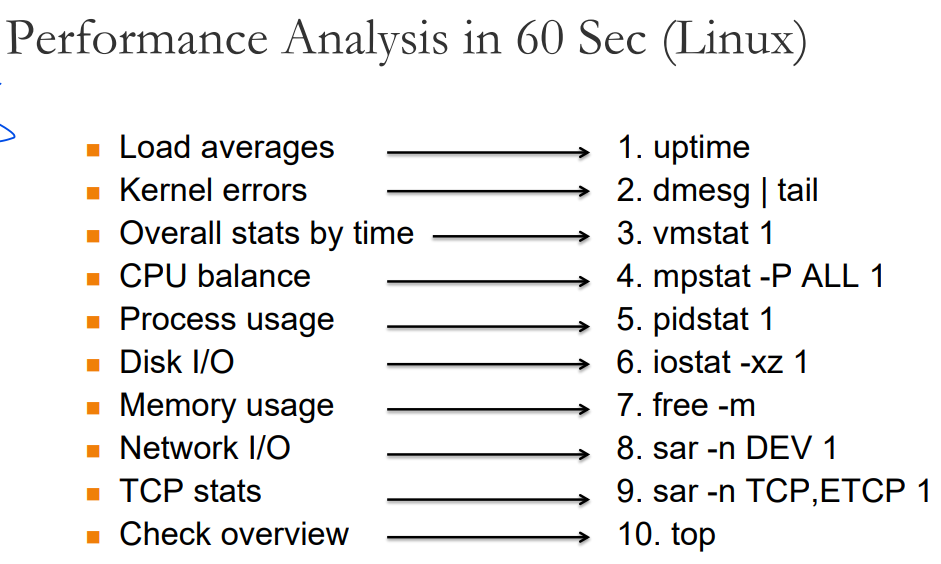 Performance Analysis in 60 Sec (Linux)
Load averages 1. uptime
Kernel errors 2. dmesg | tail
Overall stats by time 3. vmstat 1
CPU balance 4. mpstat -P ALL 1
Process usage 5. pidstat 1
Disk I/O 6. iostat -xz 1
Memory usage 7. free -m
Network I/O 8. sar -n DEV 1
TCP stats 9. sar -n TCP,ETCP 1
Check overview 10. top